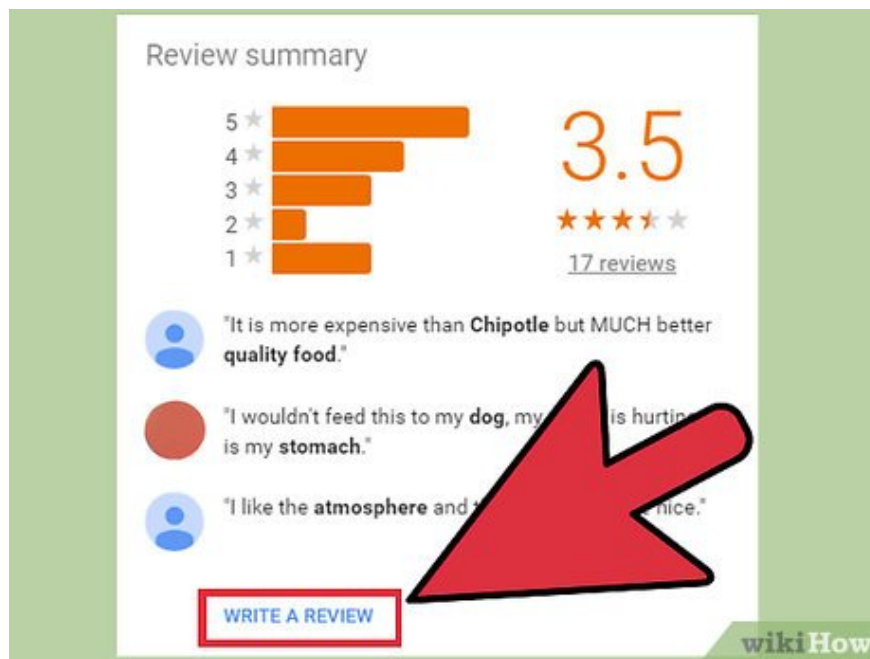 Review summary
5
4
3
2
1
3.5
17 reviews
"It is more expensive than Chipotle but MUCH better
quality food."
"I wouldn't feed this to my dog, my is hurting
is my stomach."
"I like the atmosphere and nice."
WRITE A REVIEW
wikiHow